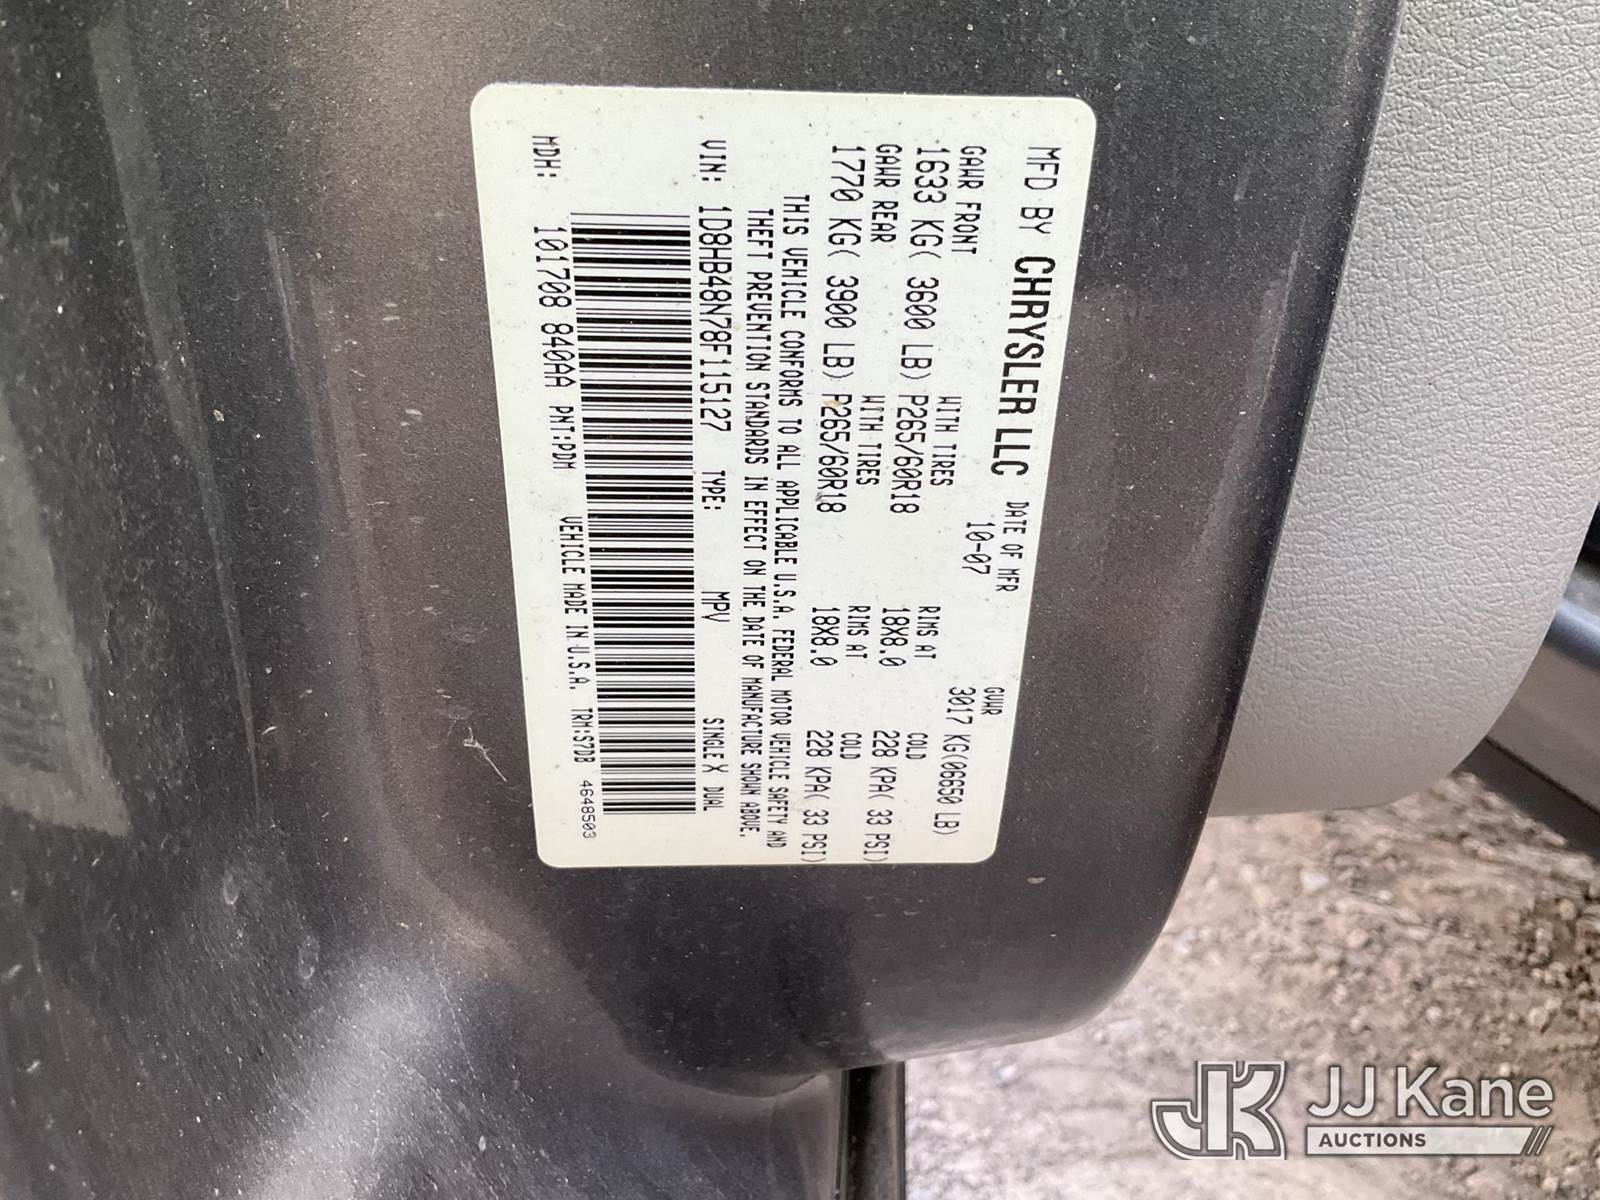 MFD BY CHRYSLER LLC DATE OF MFR GVWR
10-07 3017 KG(06650 LB)
GAWR FRONT WITH TIRES RIMS AT COLD
1633 KG( 3600 LB) P265/60R18 18X8.0 228 KPA( 33 PSI)
GAWR REAR WITH TIRES RIMS AT COLD
1770 KG( 3900 LB) P265/60R18 18X8.0 228 KPA( 33 PSI)
THIS VEHICLE CONFORMS TO ALL APPLICABLE U.S.A. FEDERAL MOTOR VEHICLE SAFETY AND
THEFT PREVENTION STANDARDS IN EFFECT ON THE DATE OF MANUFACTURE SHOWN ABOVE.
VIN: 1D8HB48N78F115127 TYPE: MPV SINGLE X DUAL
MDH: 101708 840AA PNT:PDM VEHICLE MADE IN U.S.A. TRM:S7DB 4648503
JK JJ Kane
AUCTIONS